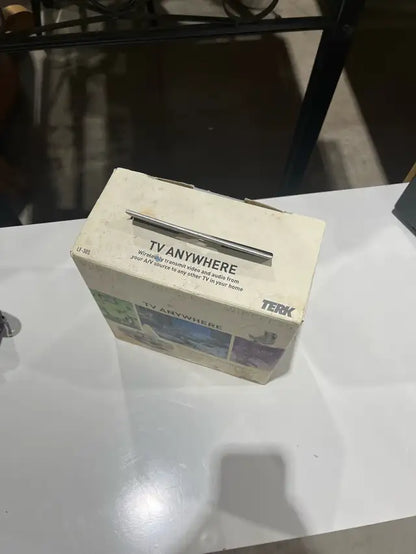 TV ANYWHERE
Wirelessly transmit video and audio from
your A/V source to any other TV in your home
LF-30S
TERK
TV ANYWHERE